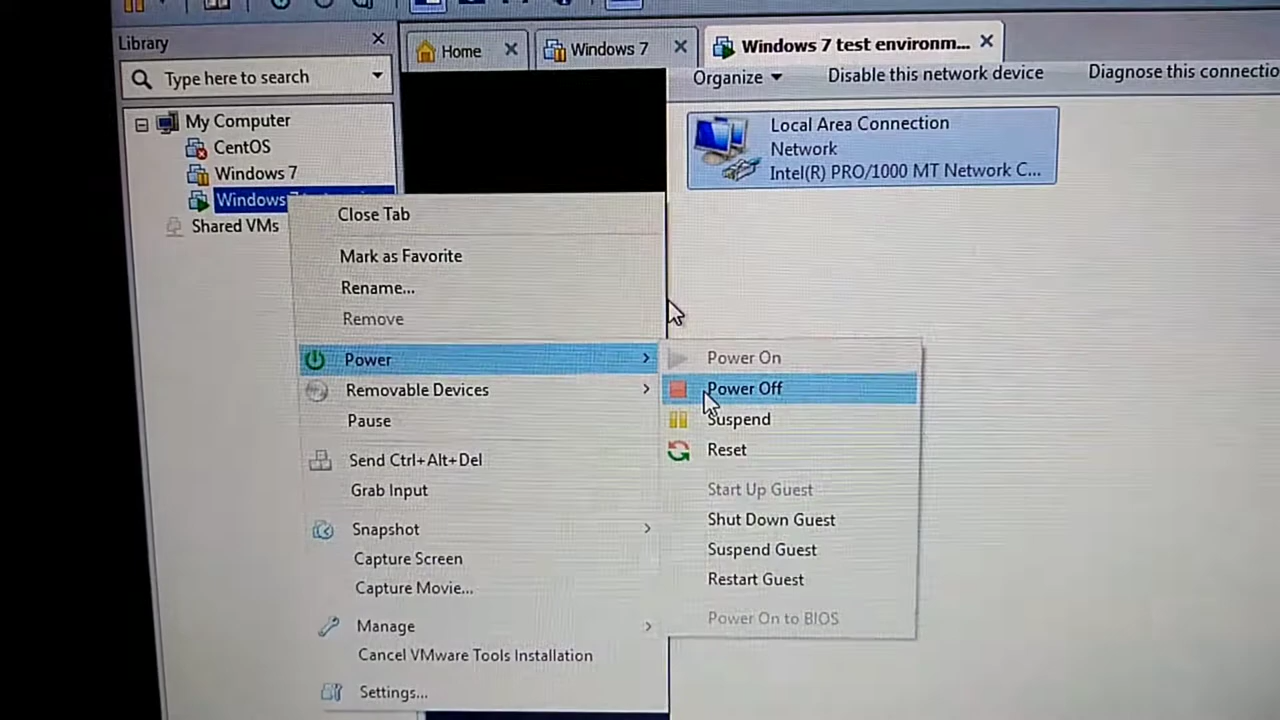 Library
Type here to search
My Computer
CentOS
Windows 7
Windows
Shared VMs
Home
Windows 7
Windows 7 test environm...
Organize
Disable this network device
Diagnose this connectio
Local Area Connection
Network
Intel(R) PRO/1000 MT Network C...
Close Tab
Mark as Favorite
Rename...
Remove
Power
Removable Devices
Pause
Send Ctrl+Alt+Del
Grab Input
Snapshot
Capture Screen
Capture Movie...
Manage
Cancel VMware Tools Installation
Settings...
Power On
Power Off
Suspend
Reset
Start Up Guest
Shut Down Guest
Suspend Guest
Restart Guest
Power On to BIOS